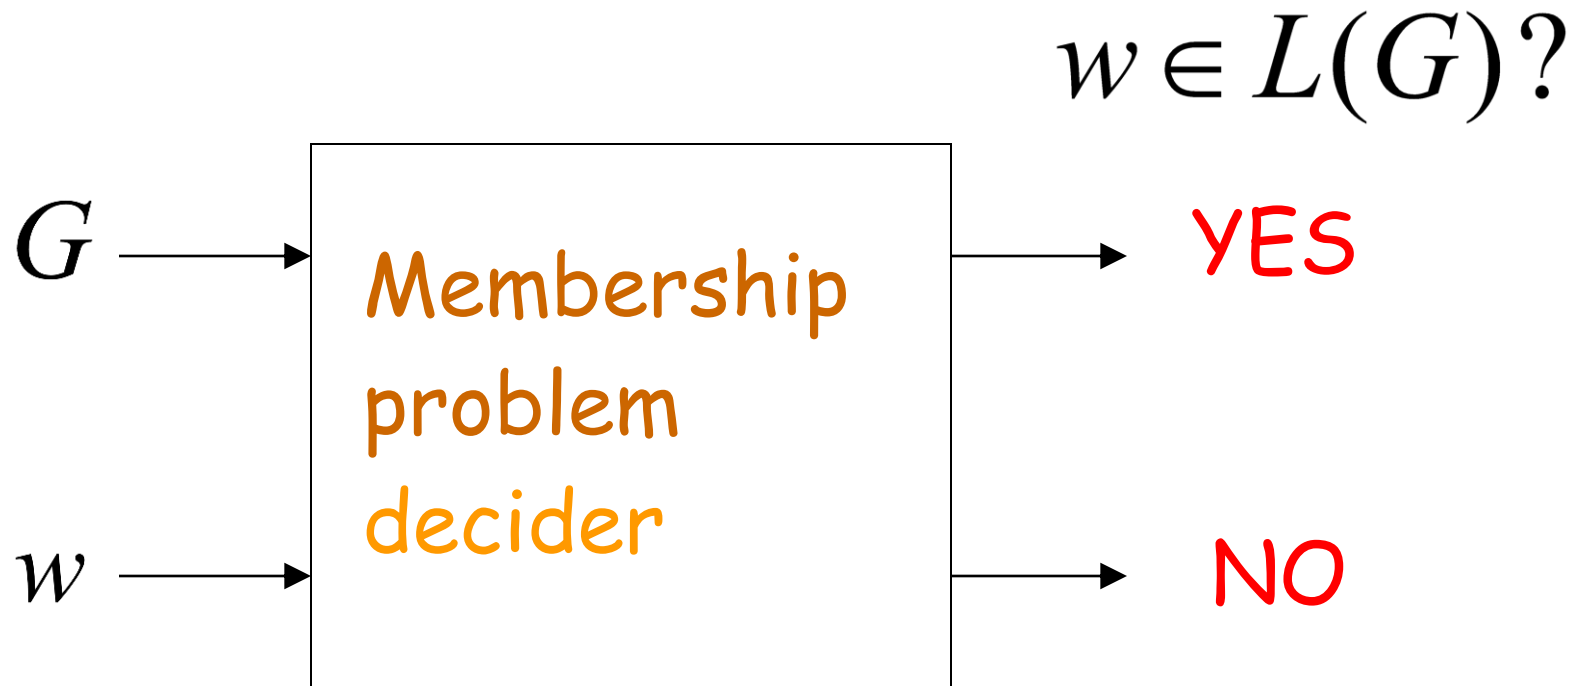 w ∈ L(G)?
G
Membership
problem
decider
YES
w
NO